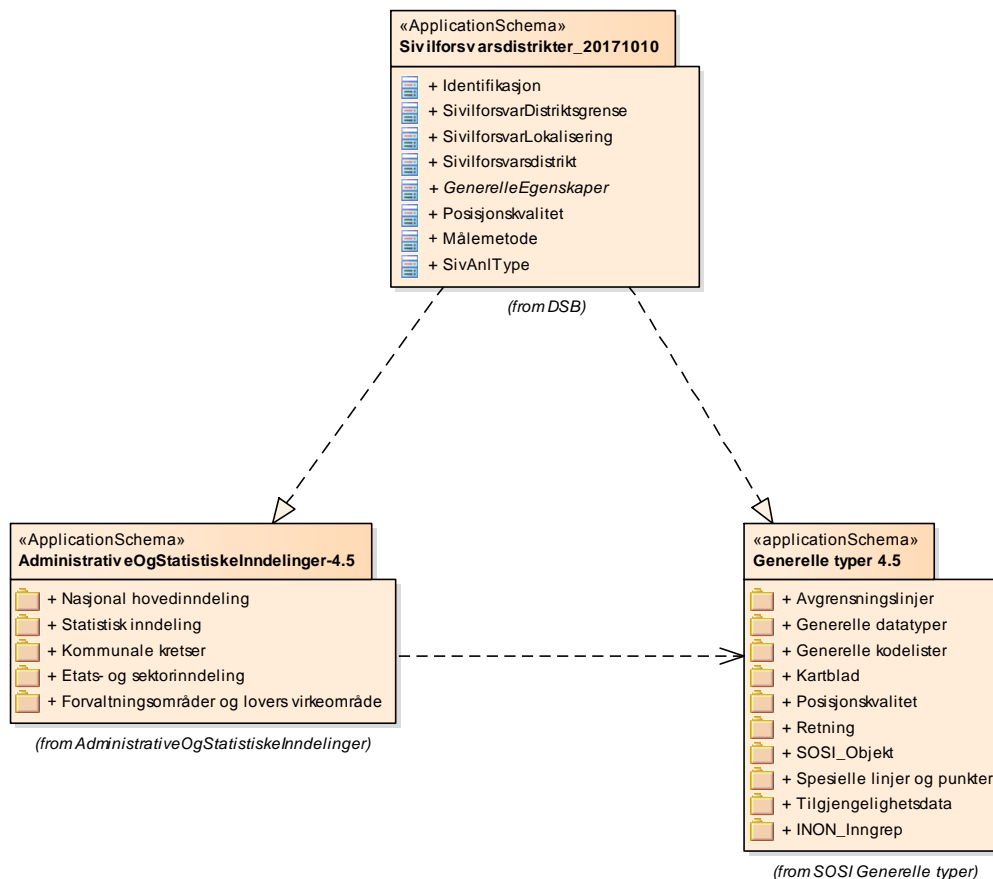 «ApplicationSchema»
Sivilforsvarsdistrikter_20171010
+ Identifikasjon
+ SivilforsvarDistriktsgrense
+ SivilforsvarLokalisering
+ Sivilforsvarsdistrikt
+ GenerelleEgenskaper
+ Posisjonskvalitet
+ Målemetode
+ SivAnlType
(from DSB)
«ApplicationSchema»
AdministrativeOgStatistiskeInndelinger-4.5
+ Nasjonal hovedinndeling
+ Statistisk inndeling
+ Kommunale kretser
+ Etats- og sektorinndeling
+ Forvaltningsområder og lovers virkeområde
(from AdministrativeOgStatistiskeInndelinger)
«applicationSchema»
Generelle typer 4.5
+ Avgrensningslinjer
+ Generelle datatyper
+ Generelle kodelister
+ Kartblad
+ Posisjonskvalitet
+ Retning
+ SOSI_Objekt
+ Spesielle linjer og punkter
+ Tilgjengelighetsdata
+ INON_Inngrep
(from SOSI Generelle typer)